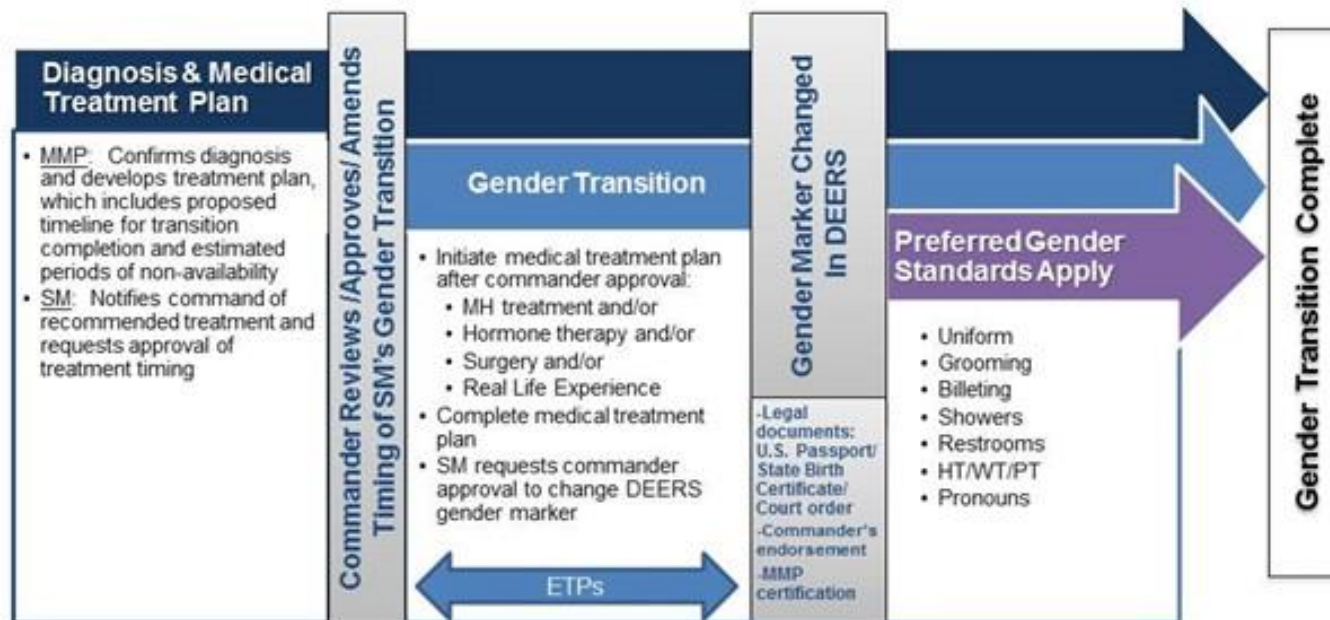 Diagnosis & Medical
Treatment Plan
• MMP: Confirms diagnosis
and develops treatment plan,
which includes proposed
timeline for transition
completion and estimated
periods of non-availability
• SM: Notifies command of
recommended treatment and
requests approval of
treatment timing
Commander Reviews /Approves/ Amends
Timing of SM's Gender Transition
Gender Transition
• Initiate medical treatment plan
after commander approval:
• MH treatment and/or
• Hormone therapy and/or
• Surgery and/or
• Real Life Experience
• Complete medical treatment
plan
• SM requests commander
approval to change DEERS
gender marker
ETPs
Gender Marker Changed
In DEERS
-Legal
documents:
U.S. Passport/
State Birth
Certificate/
Court order
-Commander's
endorsement
-MMP
certification
Preferred Gender
Standards Apply
• Uniform
• Grooming
• Billeting
• Showers
• Restrooms
• HT/WT/PT
• Pronouns
Gender Transition Complete